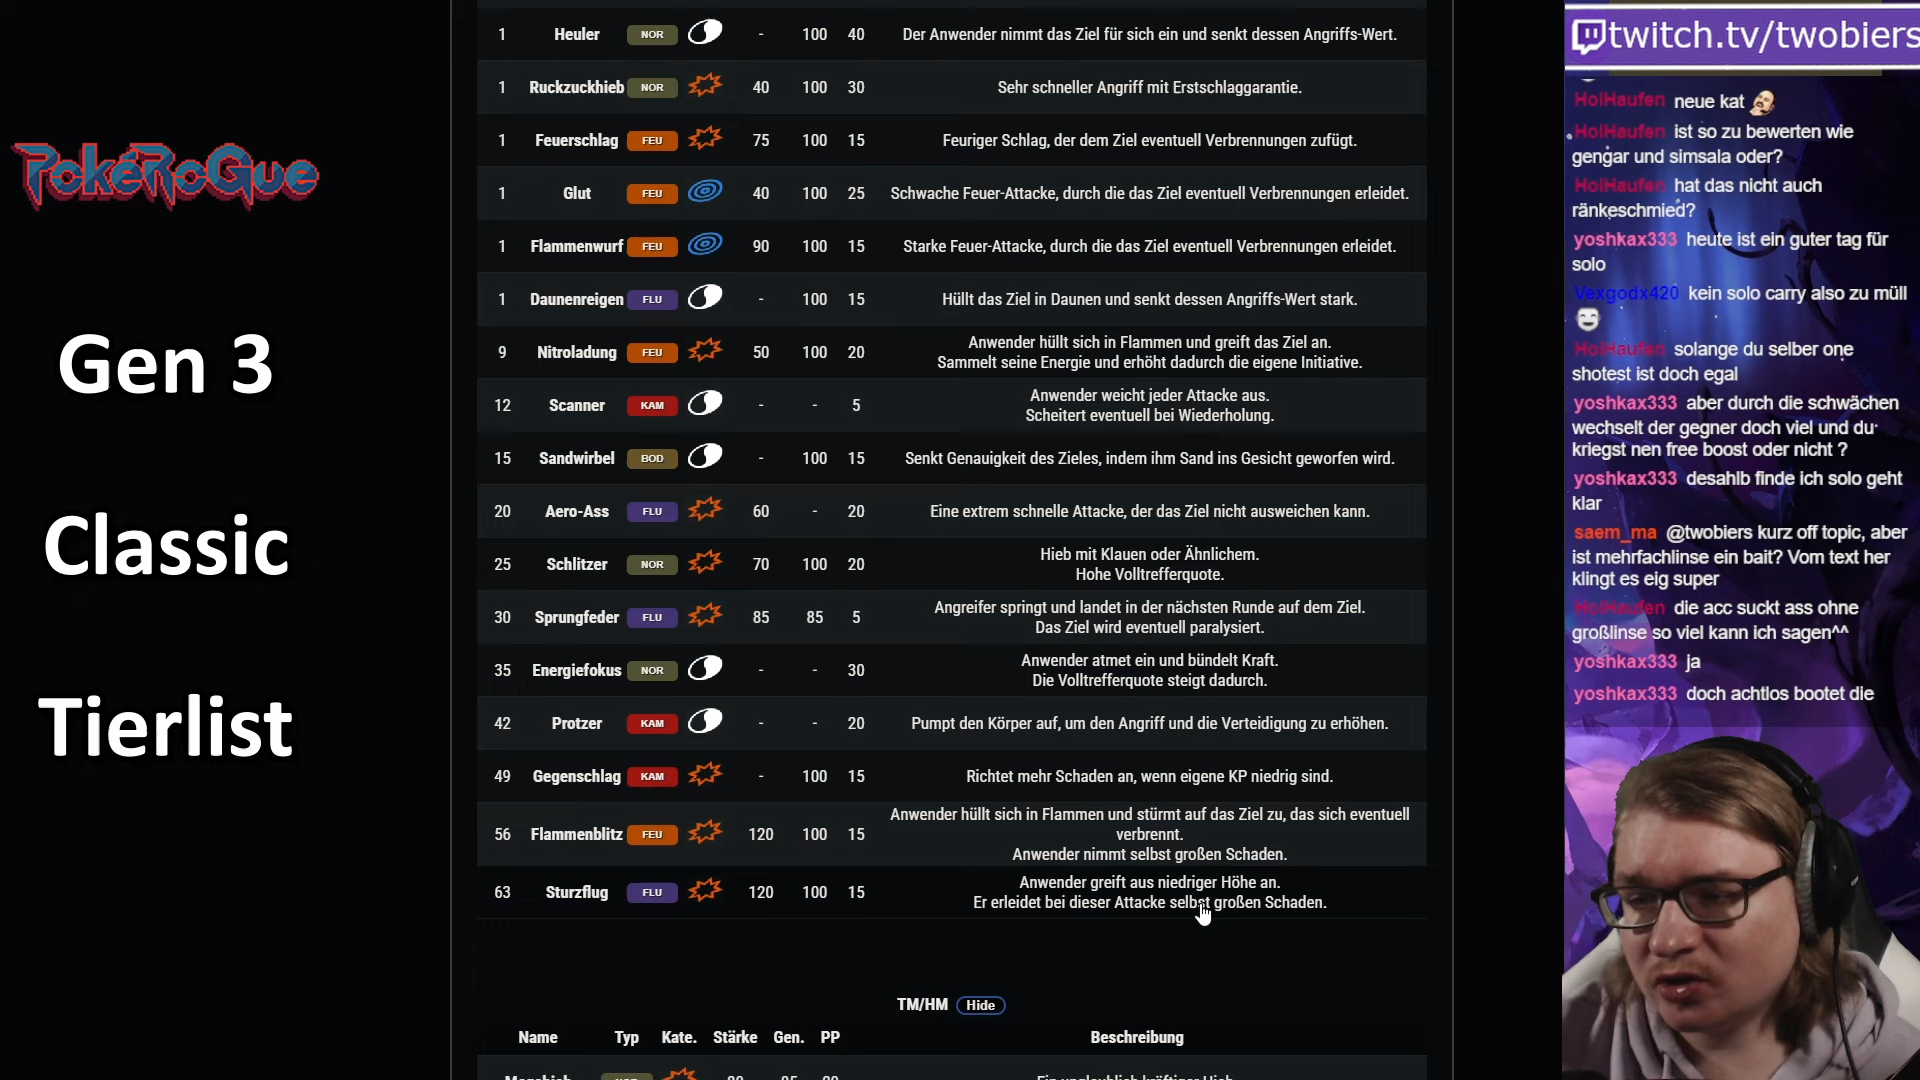 PokéRogue
Gen 3
Classic
Tierlist
1 Heuler NOR - 100 40 Der Anwender nimmt das Ziel für sich ein und senkt dessen Angriffs-Wert.
1 Ruckzuckhieb NOR 40 100 30 Sehr schneller Angriff mit Erstschlaggarantie.
1 Feuerschlag FEU 75 100 15 Feuriger Schlag, der dem Ziel eventuell Verbrennungen zufügt.
1 Glut FEU 40 100 25 Schwache Feuer-Attacke, durch die das Ziel eventuell Verbrennungen erleidet.
1 Flammenwurf FEU 90 100 15 Starke Feuer-Attacke, durch die das Ziel eventuell Verbrennungen erleidet.
1 Daunenreigen FLU - 100 15 Hüllt das Ziel in Daunen und senkt dessen Angriffs-Wert stark.
9 Nitroladung FEU 50 100 20 Anwender hüllt sich in Flammen und greift das Ziel an.
Sammelt seine Energie und erhöht dadurch die eigene Initiative.
12 Scanner KAM - - 5 Anwender weicht jeder Attacke aus.
Scheitert eventuell bei Wiederholung.
15 Sandwirbel BOD - 100 15 Senkt Genauigkeit des Zieles, indem ihm Sand ins Gesicht geworfen wird.
20 Aero-Ass FLU 60 - 20 Eine extrem schnelle Attacke, der das Ziel nicht ausweichen kann.
25 Schlitzer NOR 70 100 20 Hieb mit Klauen oder Ähnlichem.
Hohe Volltrefferquote.
30 Sprungfeder FLU 85 85 5 Angreifer springt und landet in der nächsten Runde auf dem Ziel.
Das Ziel wird eventuell paralysiert.
35 Energiefokus NOR - - 30 Anwender atmet ein und bündelt Kraft.
Die Volltrefferquote steigt dadurch.
42 Protzer KAM - - 20 Pumpt den Körper auf, um den Angriff und die Verteidigung zu erhöhen.
49 Gegenschlag KAM - 100 15 Richtet mehr Schaden an, wenn eigene KP niedrig sind.
56 Flammenblitz FEU 120 100 15 Anwender hüllt sich in Flammen und stürmt auf das Ziel zu, das sich eventuell
verbrennt.
Anwender nimmt selbst großen Schaden.
63 Sturzflug FLU 120 100 15 Anwender greift aus niedriger Höhe an.
Er erleidet bei dieser Attacke selbst großen Schaden.
TM/HM Hide
Name Typ Kate. Stärke Gen. PP Beschreibung
twitch.tv/twobiers
HolHaufen neue kat
HolHaufen ist so zu bewerten wie
gengar und simsala oder?
HolHaufen hat das nicht auch
ränkeschmied?
yoshkax333 heute ist ein guter tag für
solo
Vexgodx420 kein solo carry also zu müll
HolHaufen solange du selber one
shotest ist doch egal
yoshkax333 aber durch die schwächen
wechselt der gegner doch viel und du
kriegst nen free boost oder nicht ?
yoshkax333 desahlb finde ich solo geht
klar
saem_ma @twobiers kurz off topic, aber
ist mehrfachlinse ein bait? Vom text her
klingt es eig super
HolHaufen die acc suckt ass ohne
großlinse so viel kann ich sagen^^
yoshkax333 ja
yoshkax333 doch achtlos bootet die